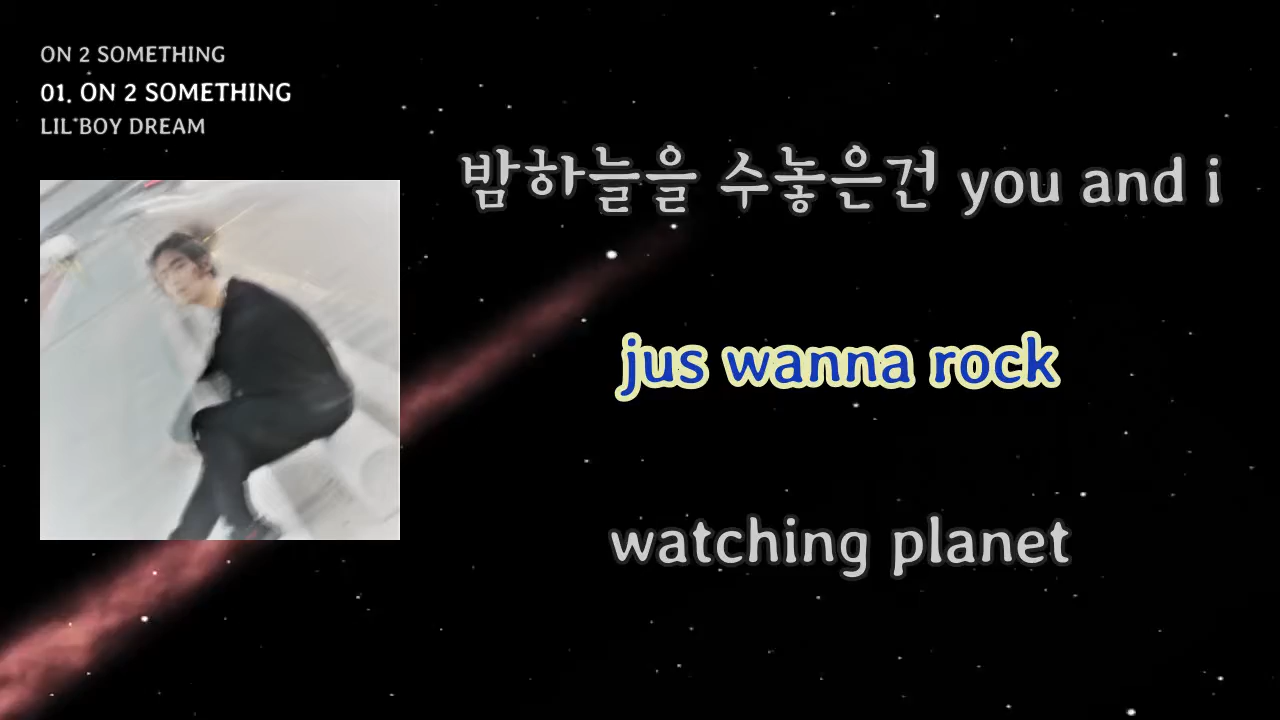 ON 2 SOMETHING
01. ON 2 SOMETHING
LIL BOY DREAM
밤하늘을 수놓은건 you and i
jus wanna rock
watching planet